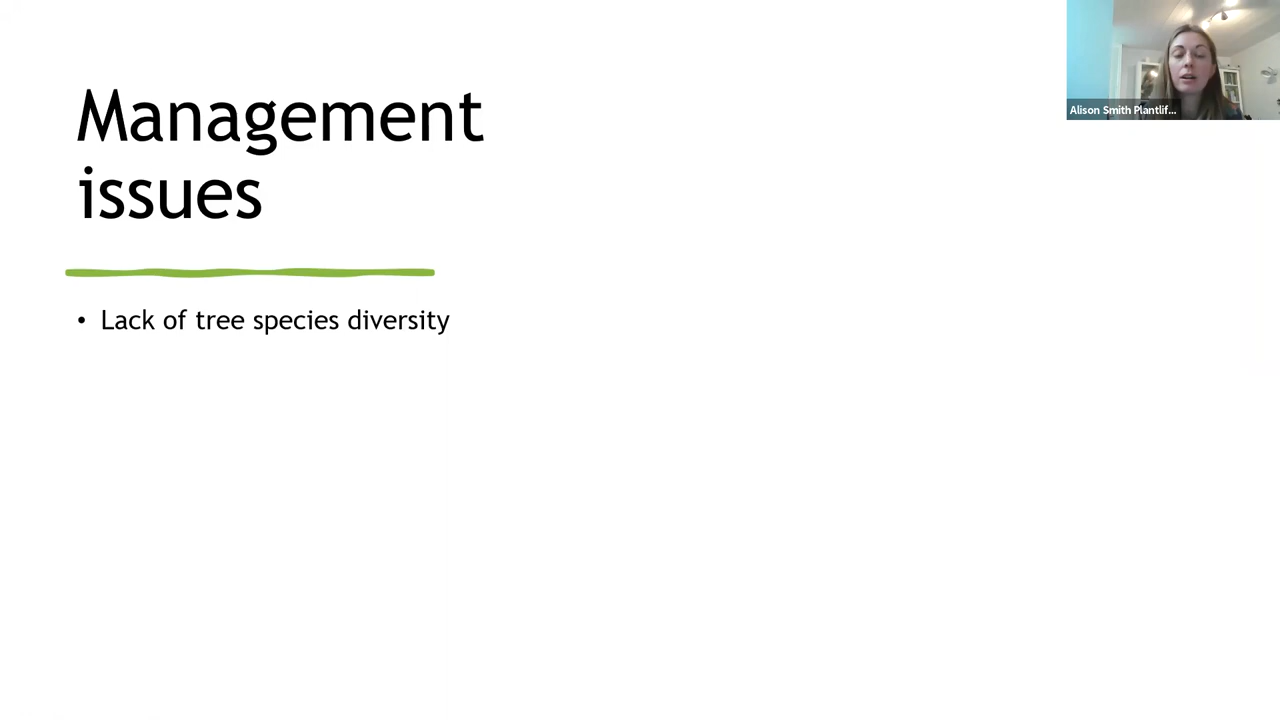 Management
issues
• Lack of tree species diversity
Alison Smith Plantlif...